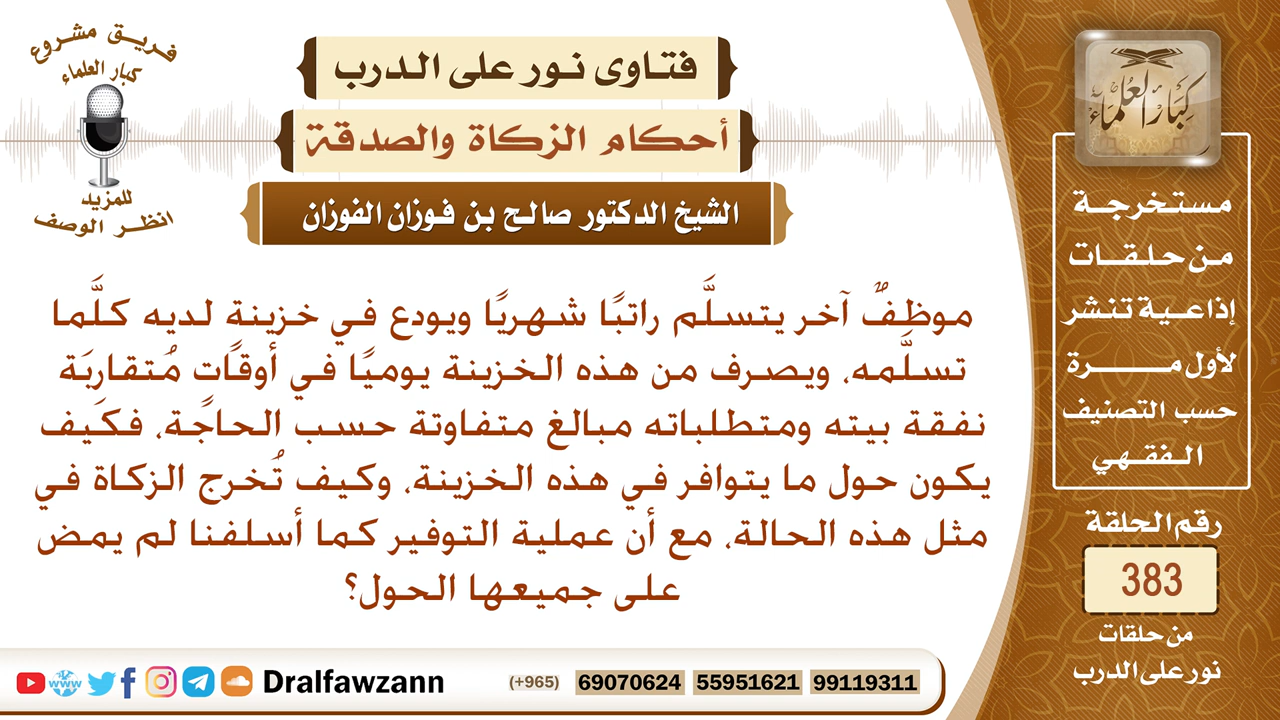 فريق مشروع
كبار العلماء
للمزيد
انظر الوصف
فتاوى نور على الدرب
أحكام الزكاة والصدقة
الشيخ الدكتور صالح بن فوزان الفوزان
موظفٌ آخر يتسلَّم راتبًا شهريًا ويودع في خزينة لديه كلَّما
تسلَّمه، ويصرف من هذه الخزينة يوميًا في أوقات مُتقاربَة
نفقة بيته ومتطلباته مبالغ متفاوتة حسب الحاجة، فكَيف
يكون حول ما يتوافر في هذه الخزينة، وكيف تُخرج الزكاة في
مثل هذه الحالة، مع أن عملية التوفير كما أسلفنا لم يمض
على جميعها الحول؟
كبار العلماء
مستخرجة
من حلقات
إذاعية تنشر
لأول مرة
حسب التصنيف
الفقهي
رقم الحلقة
383
من حلقات
نور على الدرب
www
Dralfawzann
(+965) 69070624 55951621 99119311